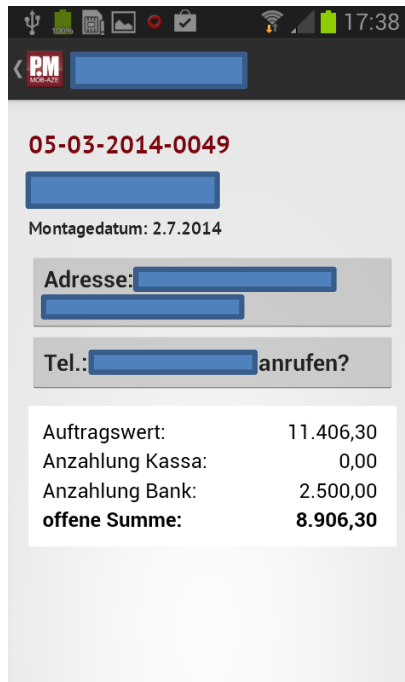 100%
17:38
P.M
MOB-AZE
05-03-2014-0049
Montagedatum: 2.7.2014
Adresse:
Tel.: anrufen?
Auftragswert: 11.406,30
Anzahlung Kassa: 0,00
Anzahlung Bank: 2.500,00
offene Summe: 8.906,30